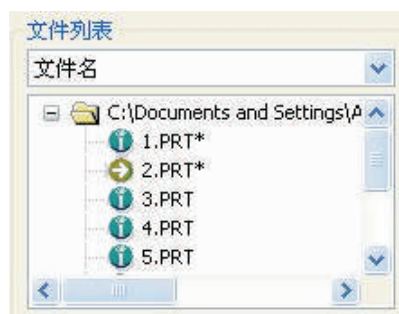 文件列表
文件名
C:\Documents and Settings\A
1.PRT*
2.PRT*
3.PRT
4.PRT
5.PRT